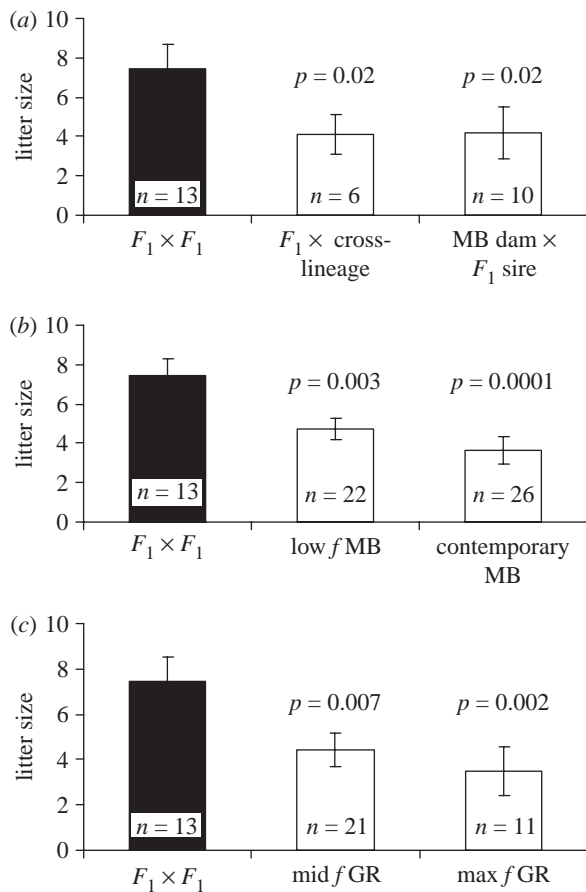 (a) 10
8
6
4
2
0
litter size
p = 0.02
p = 0.02
n = 13
n = 6
n = 10
F1 × F1
F1 × cross-
lineage
MB dam ×
F1 sire
(b) 10
8
6
4
2
0
litter size
p = 0.003
p = 0.0001
n = 13
n = 22
n = 26
F1 × F1
low f MB
contemporary
MB
(c) 10
8
6
4
2
0
litter size
p = 0.007
p = 0.002
n = 13
n = 21
n = 11
F1 × F1
mid f GR
max f GR